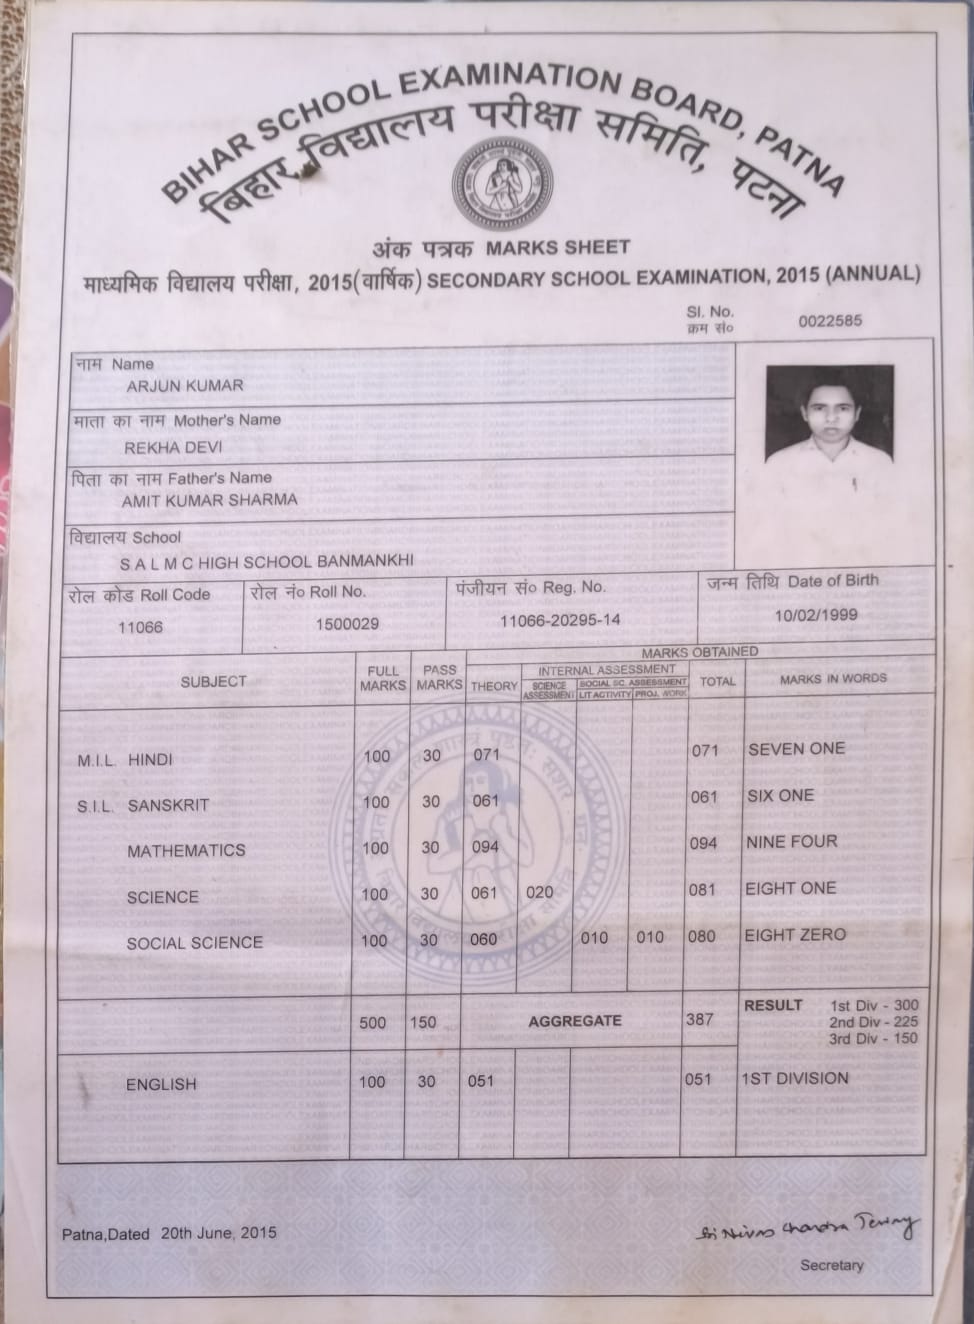 BIHAR SCHOOL EXAMINATION BOARD, PATNA
बिहार विद्यालय परीक्षा समिति, पटना
अंक पत्रक MARKS SHEET
माध्यमिक विद्यालय परीक्षा, 2015(वार्षिक) SECONDARY SCHOOL EXAMINATION, 2015 (ANNUAL)
SI. No.
क्रम सं० 0022585
नाम Name
ARJUN KUMAR
माता का नाम Mother's Name
REKHA DEVI
पिता का नाम Father's Name
AMIT KUMAR SHARMA
विद्यालय School
S A L M C HIGH SCHOOL BANMANKHI
रोल कोड Roll Code रोल नं० Roll No. पंजीयन सं० Reg. No. जन्म तिथि Date of Birth
11066 1500029 11066-20295-14 10/02/1999
MARKS OBTAINED
SUBJECT FULL MARKS PASS MARKS THEORY INTERNAL ASSESSMENT TOTAL MARKS IN WORDS
SCIENCE ASSESSMENT SOCIAL SC. ASSESSMENT
LIT ACTIVITY PROJ. WORK
M.I.L. HINDI 100 30 071 071 SEVEN ONE
S.I.L. SANSKRIT 100 30 061 061 SIX ONE
MATHEMATICS 100 30 094 094 NINE FOUR
SCIENCE 100 30 061 020 081 EIGHT ONE
SOCIAL SCIENCE 100 30 060 010 010 080 EIGHT ZERO
500 150 AGGREGATE 387 RESULT 1st Div - 300
2nd Div - 225
3rd Div - 150
ENGLISH 100 30 051 051 1ST DIVISION
Patna,Dated 20th June, 2015
Secretary